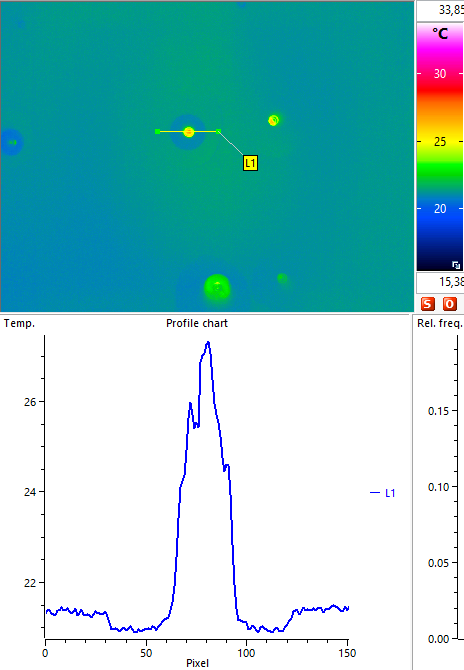 33,85
°C
30
25
20
15,38
L1
S O
Temp.
Profile chart
Rel. freq.
26
24
22
L1
0.15
0.10
0.05
0.00
0 50 100 150
Pixel